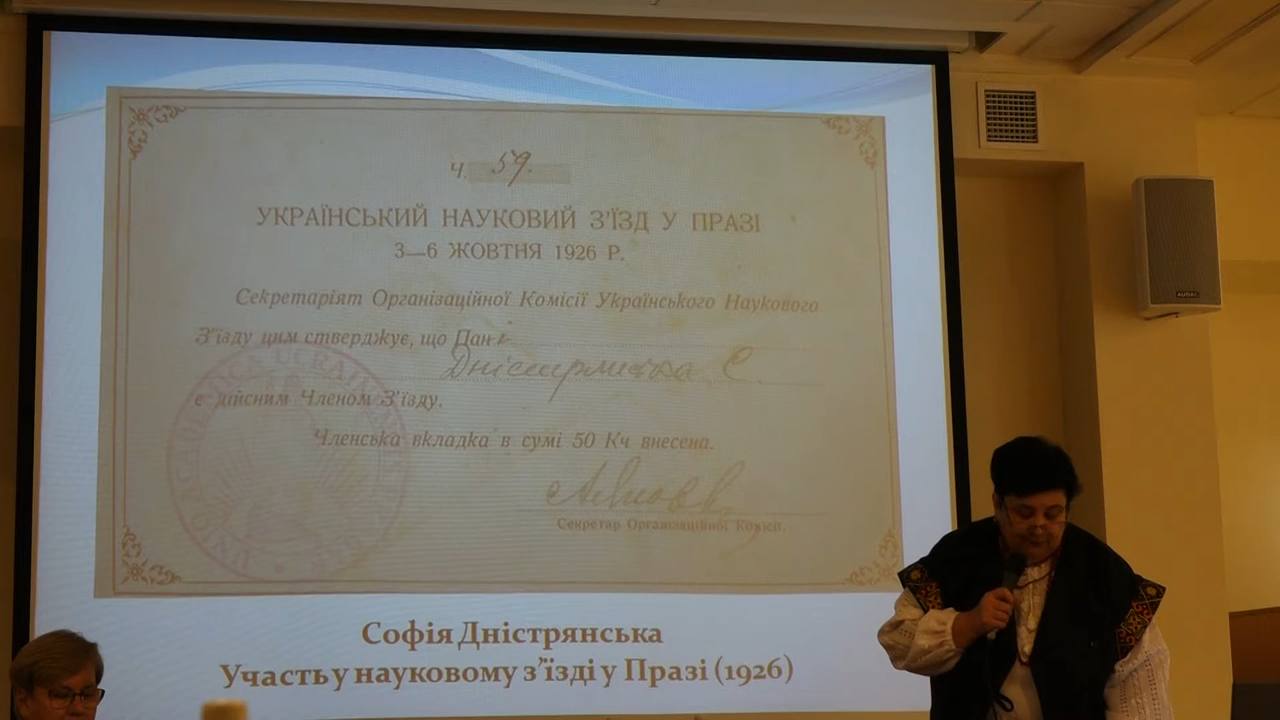 Ч. 59.
УКРАЇНСЬКИЙ НАУКОВИЙ З'ЇЗД У ПРАЗІ
3—6 ЖОВТНЯ 1926 Р.
Секретаріят Організаційної Комісії Українського Наукового
З'їзду цим стверджує, що Пані
Дністрянська С.
є дійсним Членом З'їзду.
Членська вкладка в сумі 50 Кч внесена.
Секретар Організаційної Комісії.
Софія Дністрянська
Участь у науковому з'їзді у Празі (1926)
AUDAC